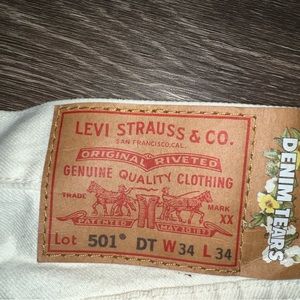 LEVI STRAUSS & CO.
SAN FRANCISCO, CAL.
ORIGINAL RIVETED
GENUINE QUALITY CLOTHING
TRADE MARK
XX
PATENTED MAY 20 1873
Lot 501® DT W 34 L 34
DENIM TEARS